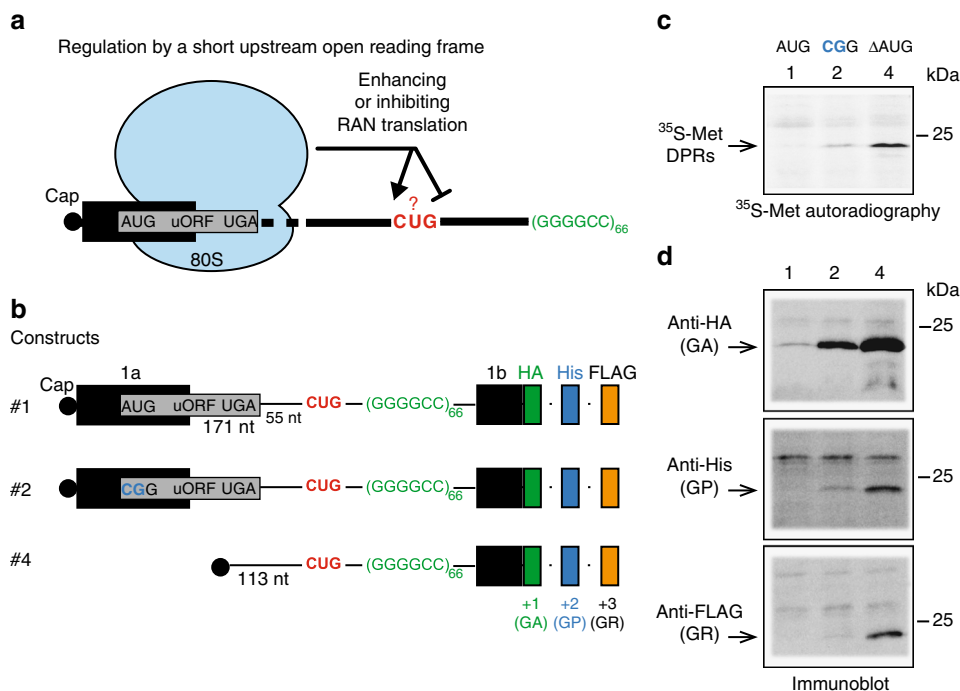 a
Regulation by a short upstream open reading frame
Enhancing
or inhibiting
RAN translation
Cap
AUG uORF UGA
?
CUG
(GGGGCC)66
80S
b
Constructs
1a
1b HA His FLAG
Cap
#1
AUG uORF UGA
171 nt
55 nt
CUG
(GGGGCC)66
#2
CGG uORF UGA
CUG
(GGGGCC)66
#4
113 nt
CUG
(GGGGCC)66
+1 +2 +3
(GA) (GP) (GR)
c
AUG CGG ΔAUG
1 2 4 kDa
25
35S-Met
DPRs
35S-Met autoradiography
d
1 2 4
kDa
Anti-HA
(GA)
25
Anti-His
(GP)
25
Anti-FLAG
(GR)
25
Immunoblot